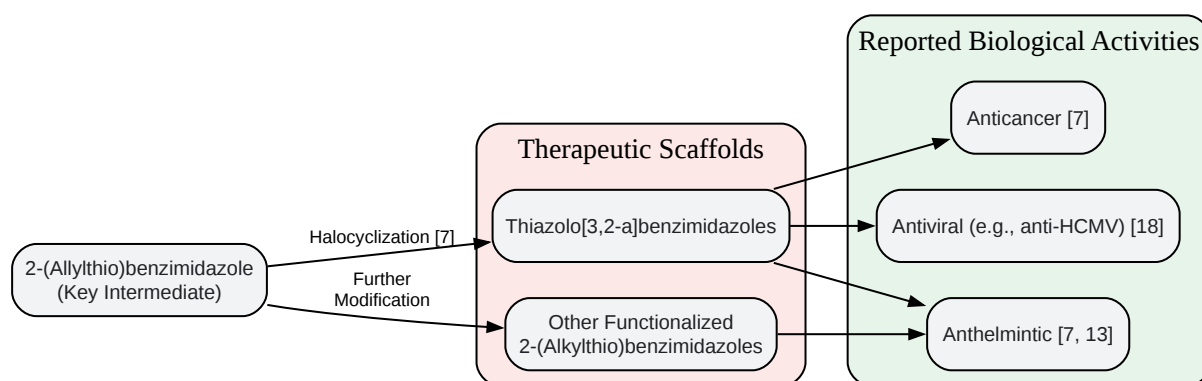 Reported Biological Activities
Anticancer [7]
Therapeutic Scaffolds
Thiazolo[3,2-a]benzimidazoles
Antiviral (e.g., anti-HCMV) [18]
Halocyclization [7]
2-(Allylthio)benzimidazole
(Key Intermediate)
Further
Modification
Other Functionalized
2-(Alkylthio)benzimidazoles
Anthelmintic [7, 13]